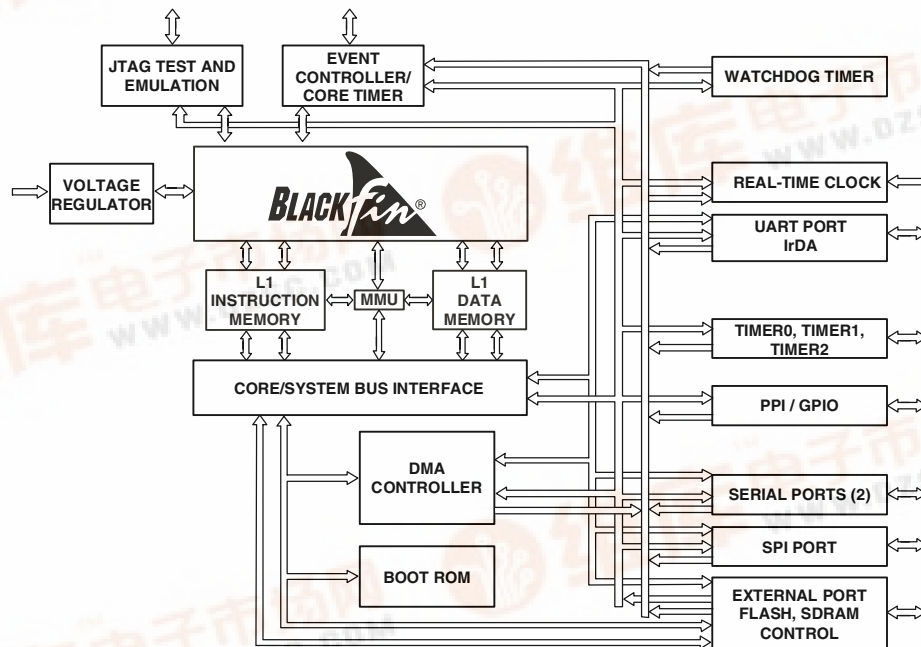 JTAG TEST AND
EMULATION
EVENT
CONTROLLER/
CORE TIMER
WATCHDOG TIMER
VOLTAGE
REGULATOR
BLACKfin®
REAL-TIME CLOCK
UART PORT
IrDA
L1
INSTRUCTION
MEMORY
MMU
L1
DATA
MEMORY
TIMER0, TIMER1,
TIMER2
CORE/SYSTEM BUS INTERFACE
PPI / GPIO
DMA
CONTROLLER
SERIAL PORTS (2)
SPI PORT
BOOT ROM
EXTERNAL PORT
FLASH, SDRAM
CONTROL